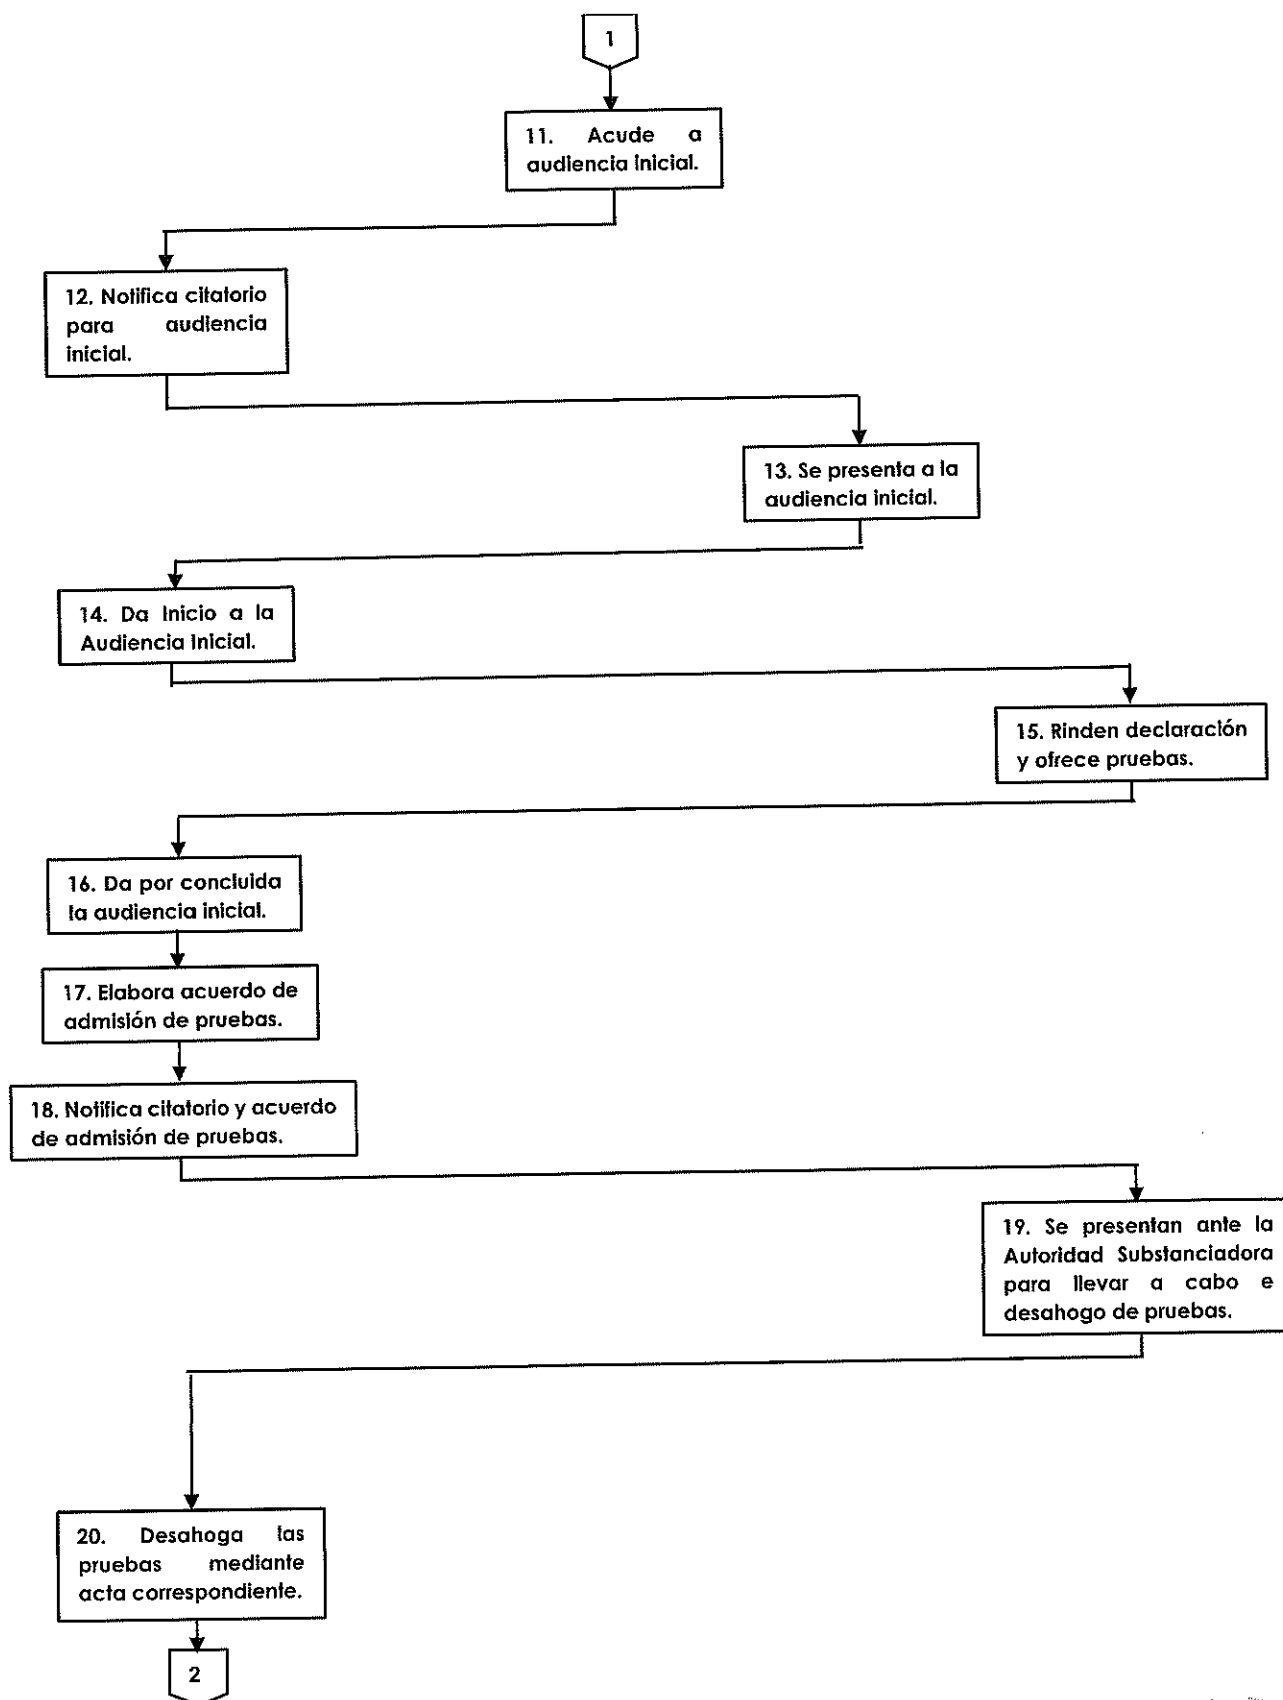 1
11. Acude a
audiencia inicial.
12. Notifica citatorio
para audiencia
inicial.
13. Se presenta a la
audiencia inicial.
14. Da Inicio a la
Audiencia Inicial.
15. Rinden declaración
y ofrece pruebas.
16. Da por concluida
la audiencia inicial.
17. Elabora acuerdo de
admisión de pruebas.
18. Notifica citatorio y acuerdo
de admisión de pruebas.
19. Se presentan ante la
Autoridad Substanciadora
para llevar a cabo e
desahogo de pruebas.
20. Desahoga las
pruebas mediante
acta correspondiente.
2